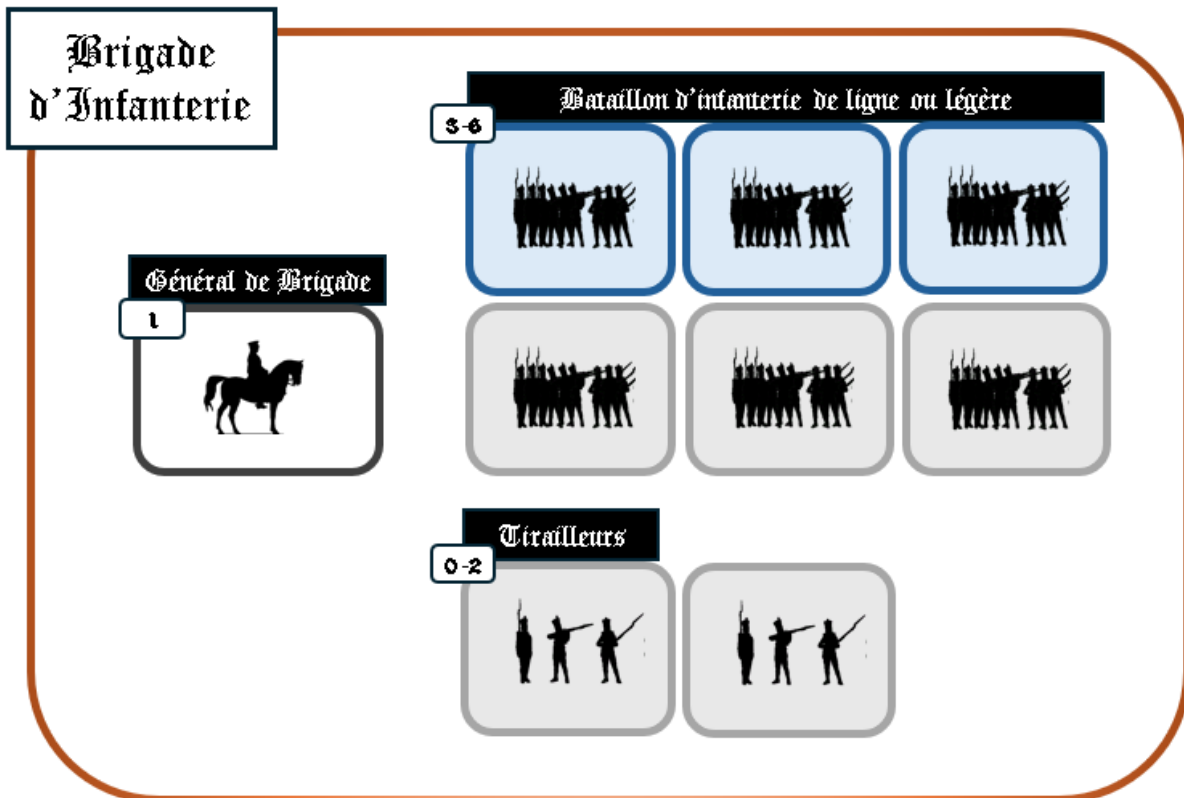 Brigade
d'Infanterie
Bataillon d'infanterie de ligne ou légère
3-6
Général de Brigade
1
Tirailleurs
0-2